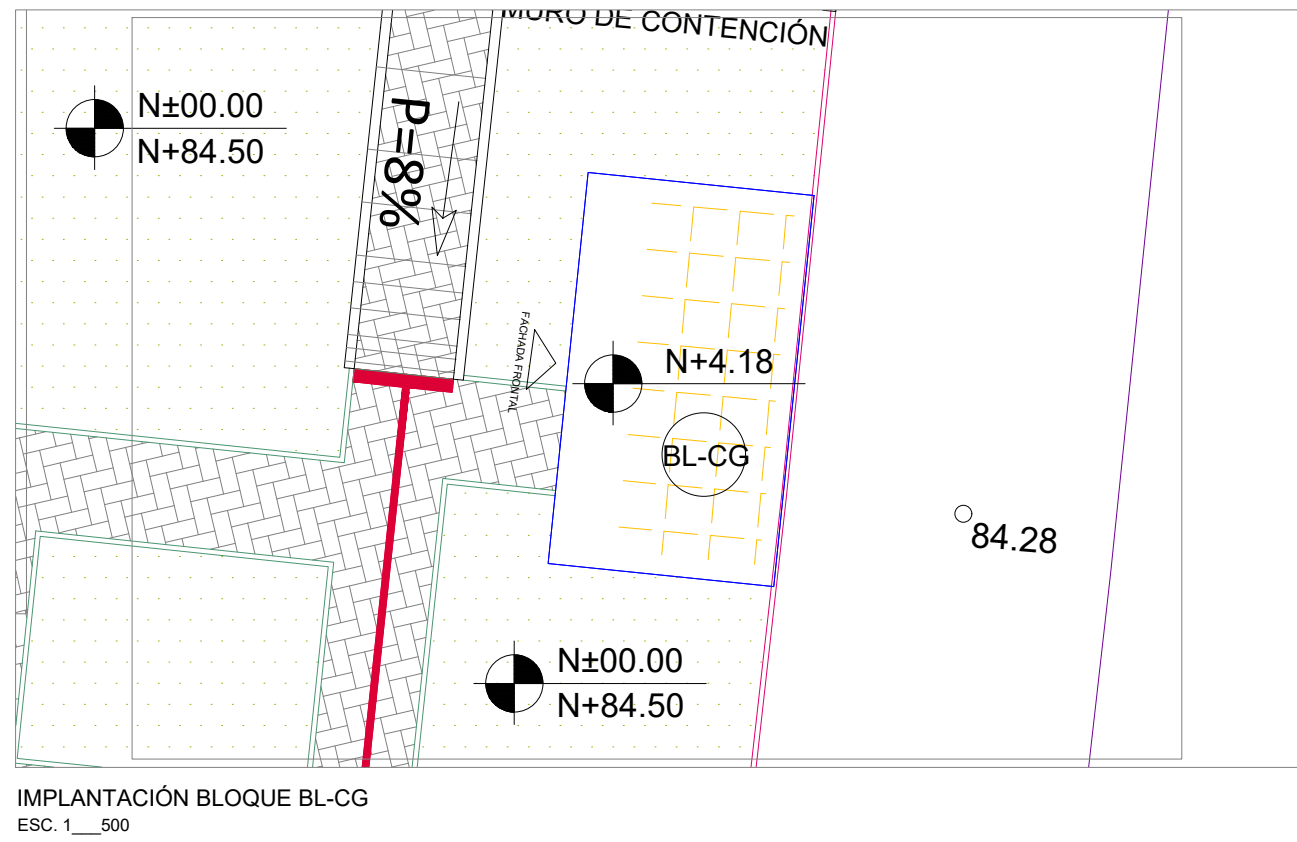 MURO DE CONTENCIÓN
N±00.00
N+84.50
P=8%
FACHADA FRONTAL
N+4.18
BL-CG
84.28
N±00.00
N+84.50
IMPLANTACIÓN BLOQUE BL-CG
ESC. 1___500